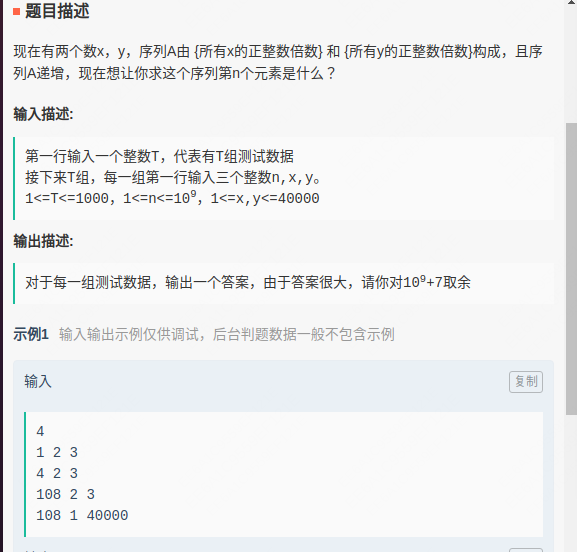 题目描述
现在有两个数x，y，序列A由 {所有x的正整数倍数} 和 {所有y的正整数倍数}构成，且序
列A递增，现在想让你求这个序列第n个元素是什么？
输入描述:
第一行输入一个整数T，代表有T组测试数据
接下来T组，每一组第一行输入三个整数n,x,y。
1<=T<=1000，1<=n<=10⁹，1<=x,y<=40000
输出描述:
对于每一组测试数据，输出一个答案，由于答案很大，请你对10⁹+7取余
示例1 输入输出示例仅供调试，后台判题数据一般不包含示例
输入 复制
4
1 2 3
4 2 3
108 2 3
108 1 40000